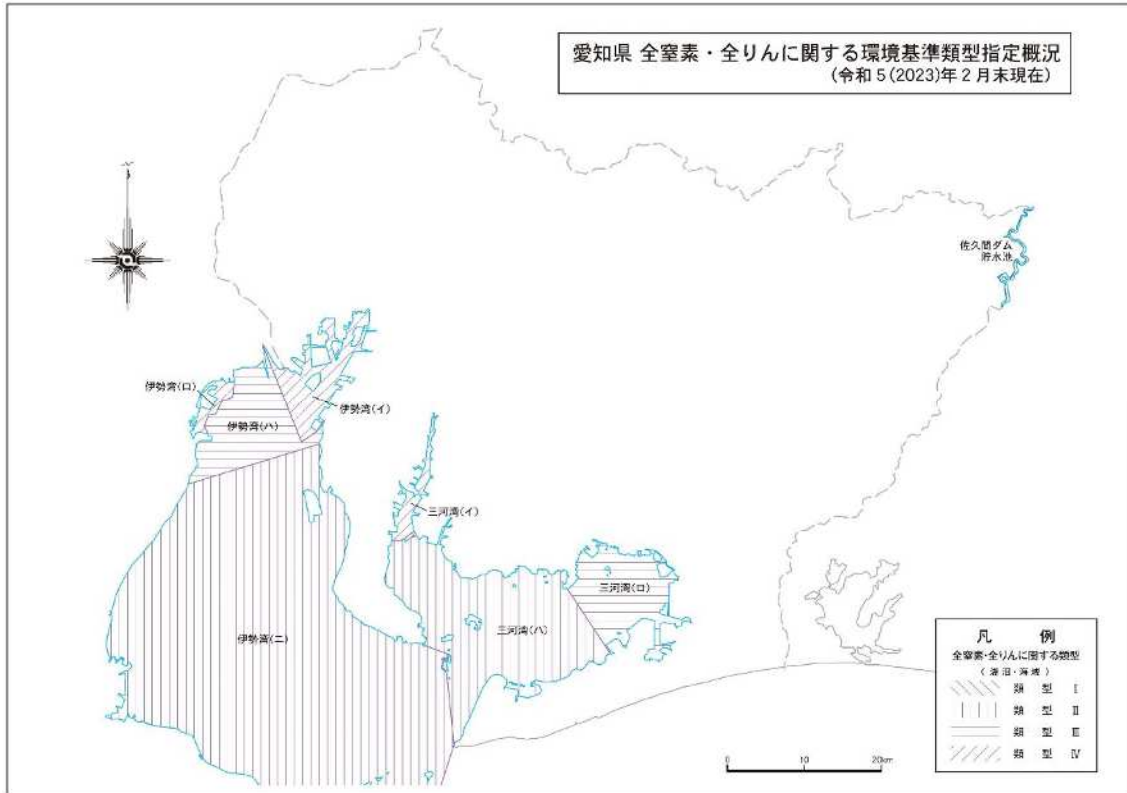 愛知県 全窒素・全りんに関する環境基準類型指定概況
(令和5(2023)年2月末現在)
佐久間ダム
貯水池
伊勢湾(ロ)
伊勢湾(イ)
伊勢湾(ハ)
三河湾(イ)
三河湾(ロ)
伊勢湾(ニ)
三河湾(ハ)
凡 例
全窒素・全りんに関する類型
(湖沼・海域)
類 型 Ⅰ
類 型 Ⅱ
類 型 Ⅲ
類 型 Ⅳ
0 10 20km